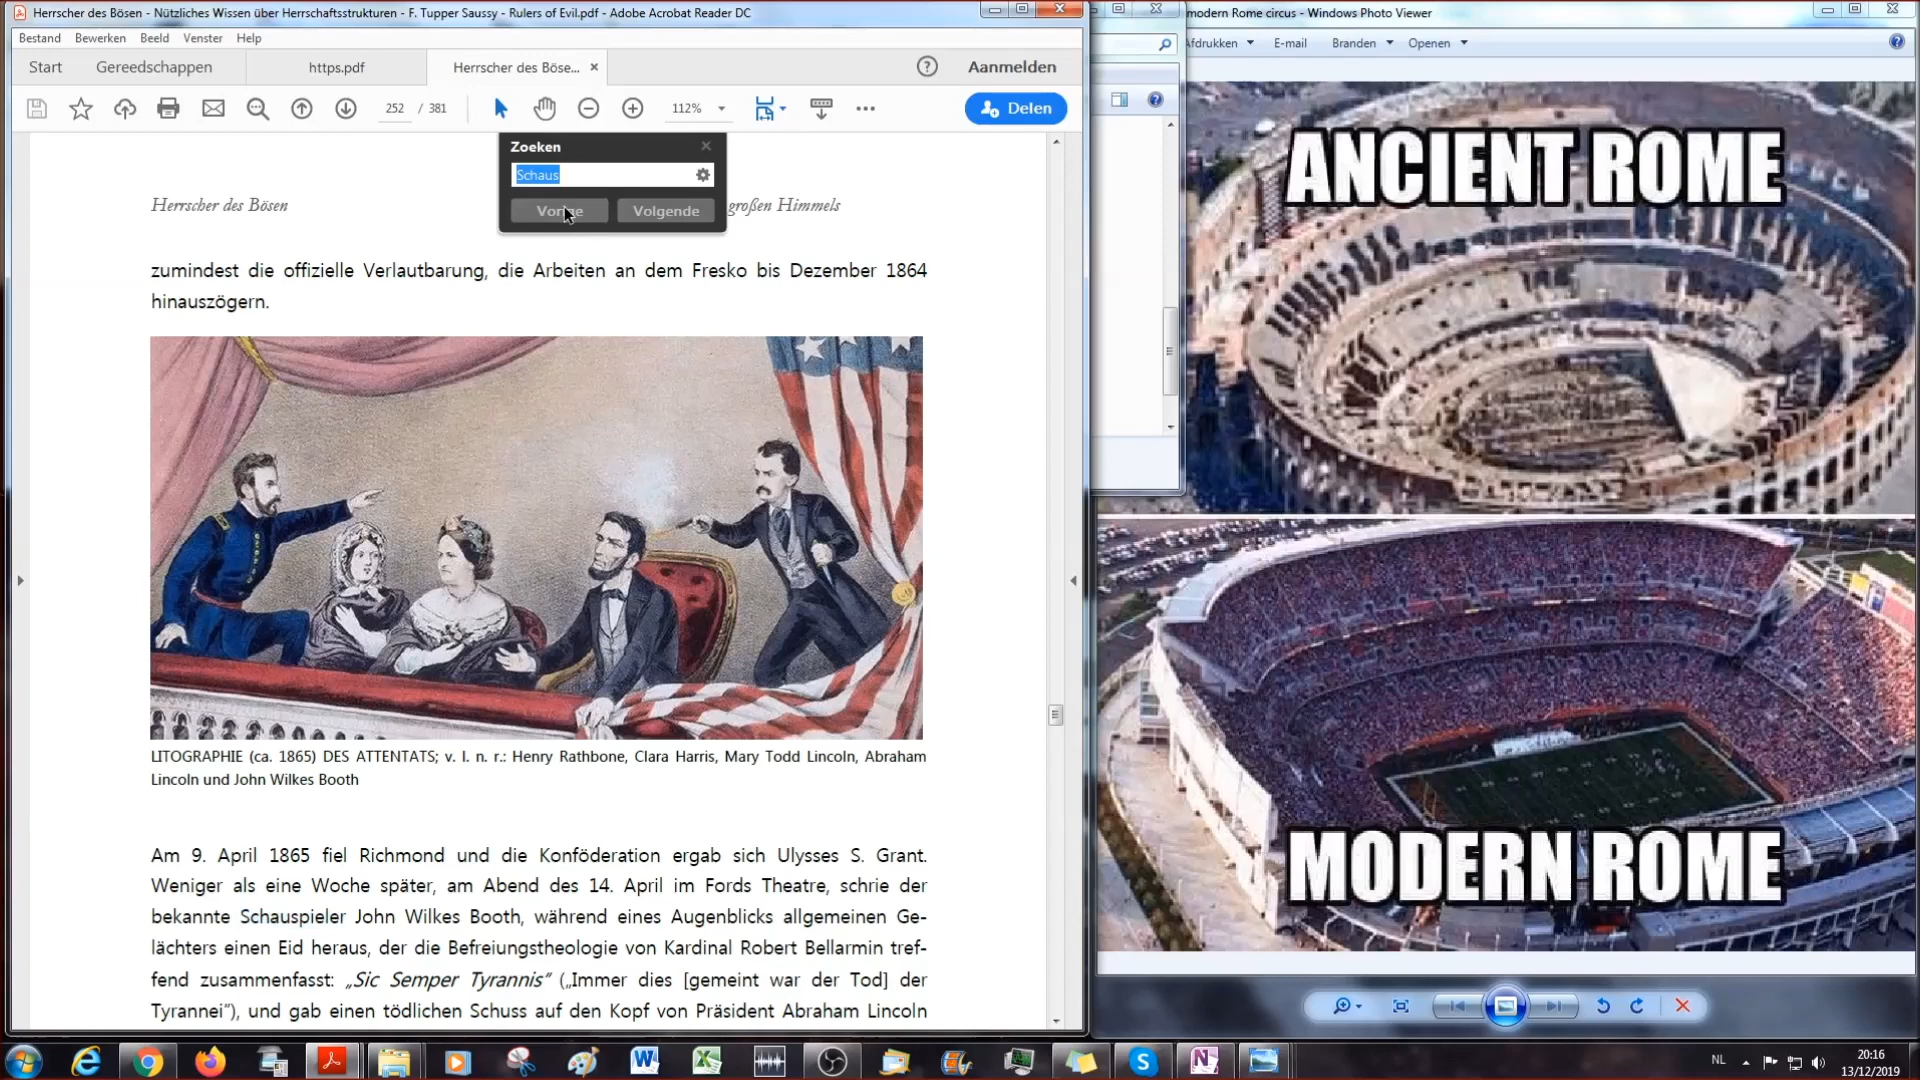 Herrscher des Bösen - Nützliches Wissen über Herrschaftsstrukturen - F. Tupper Saussy - Rulers of Evil.pdf - Adobe Acrobat Reader DC
Bestand Bewerken Beeld Venster Help
Start Gereedschappen https.pdf Herrscher des Böse... × Aanmelden
252 / 381 112% Delen
Zoeken
Schaus
Volgende
Herrscher des Bösen großen Himmels
zumindest die offizielle Verlautbarung, die Arbeiten an dem Fresko bis Dezember 1864
hinauszögern.
LITOGRAPHIE (ca. 1865) DES ATTENTATS; v. l. n. r.: Henry Rathbone, Clara Harris, Mary Todd Lincoln, Abraham
Lincoln und John Wilkes Booth
Am 9. April 1865 fiel Richmond und die Konföderation ergab sich Ulysses S. Grant.
Weniger als eine Woche später, am Abend des 14. April im Fords Theatre, schrie der
bekannte Schauspieler John Wilkes Booth, während eines Augenblicks allgemeinen Ge-
lächters einen Eid heraus, der die Befreiungstheologie von Kardinal Robert Bellarmin tref-
fend zusammenfasst: „Sic Semper Tyrannis“ („Immer dies [gemeint war der Tod] der
Tyrannei“), und gab einen tödlichen Schuss auf den Kopf von Präsident Abraham Lincoln
modern Rome circus - Windows Photo Viewer
Afdrukken E-mail Branden Openen
ANCIENT ROME
MODERN ROME
NL 20:16
13/12/2019